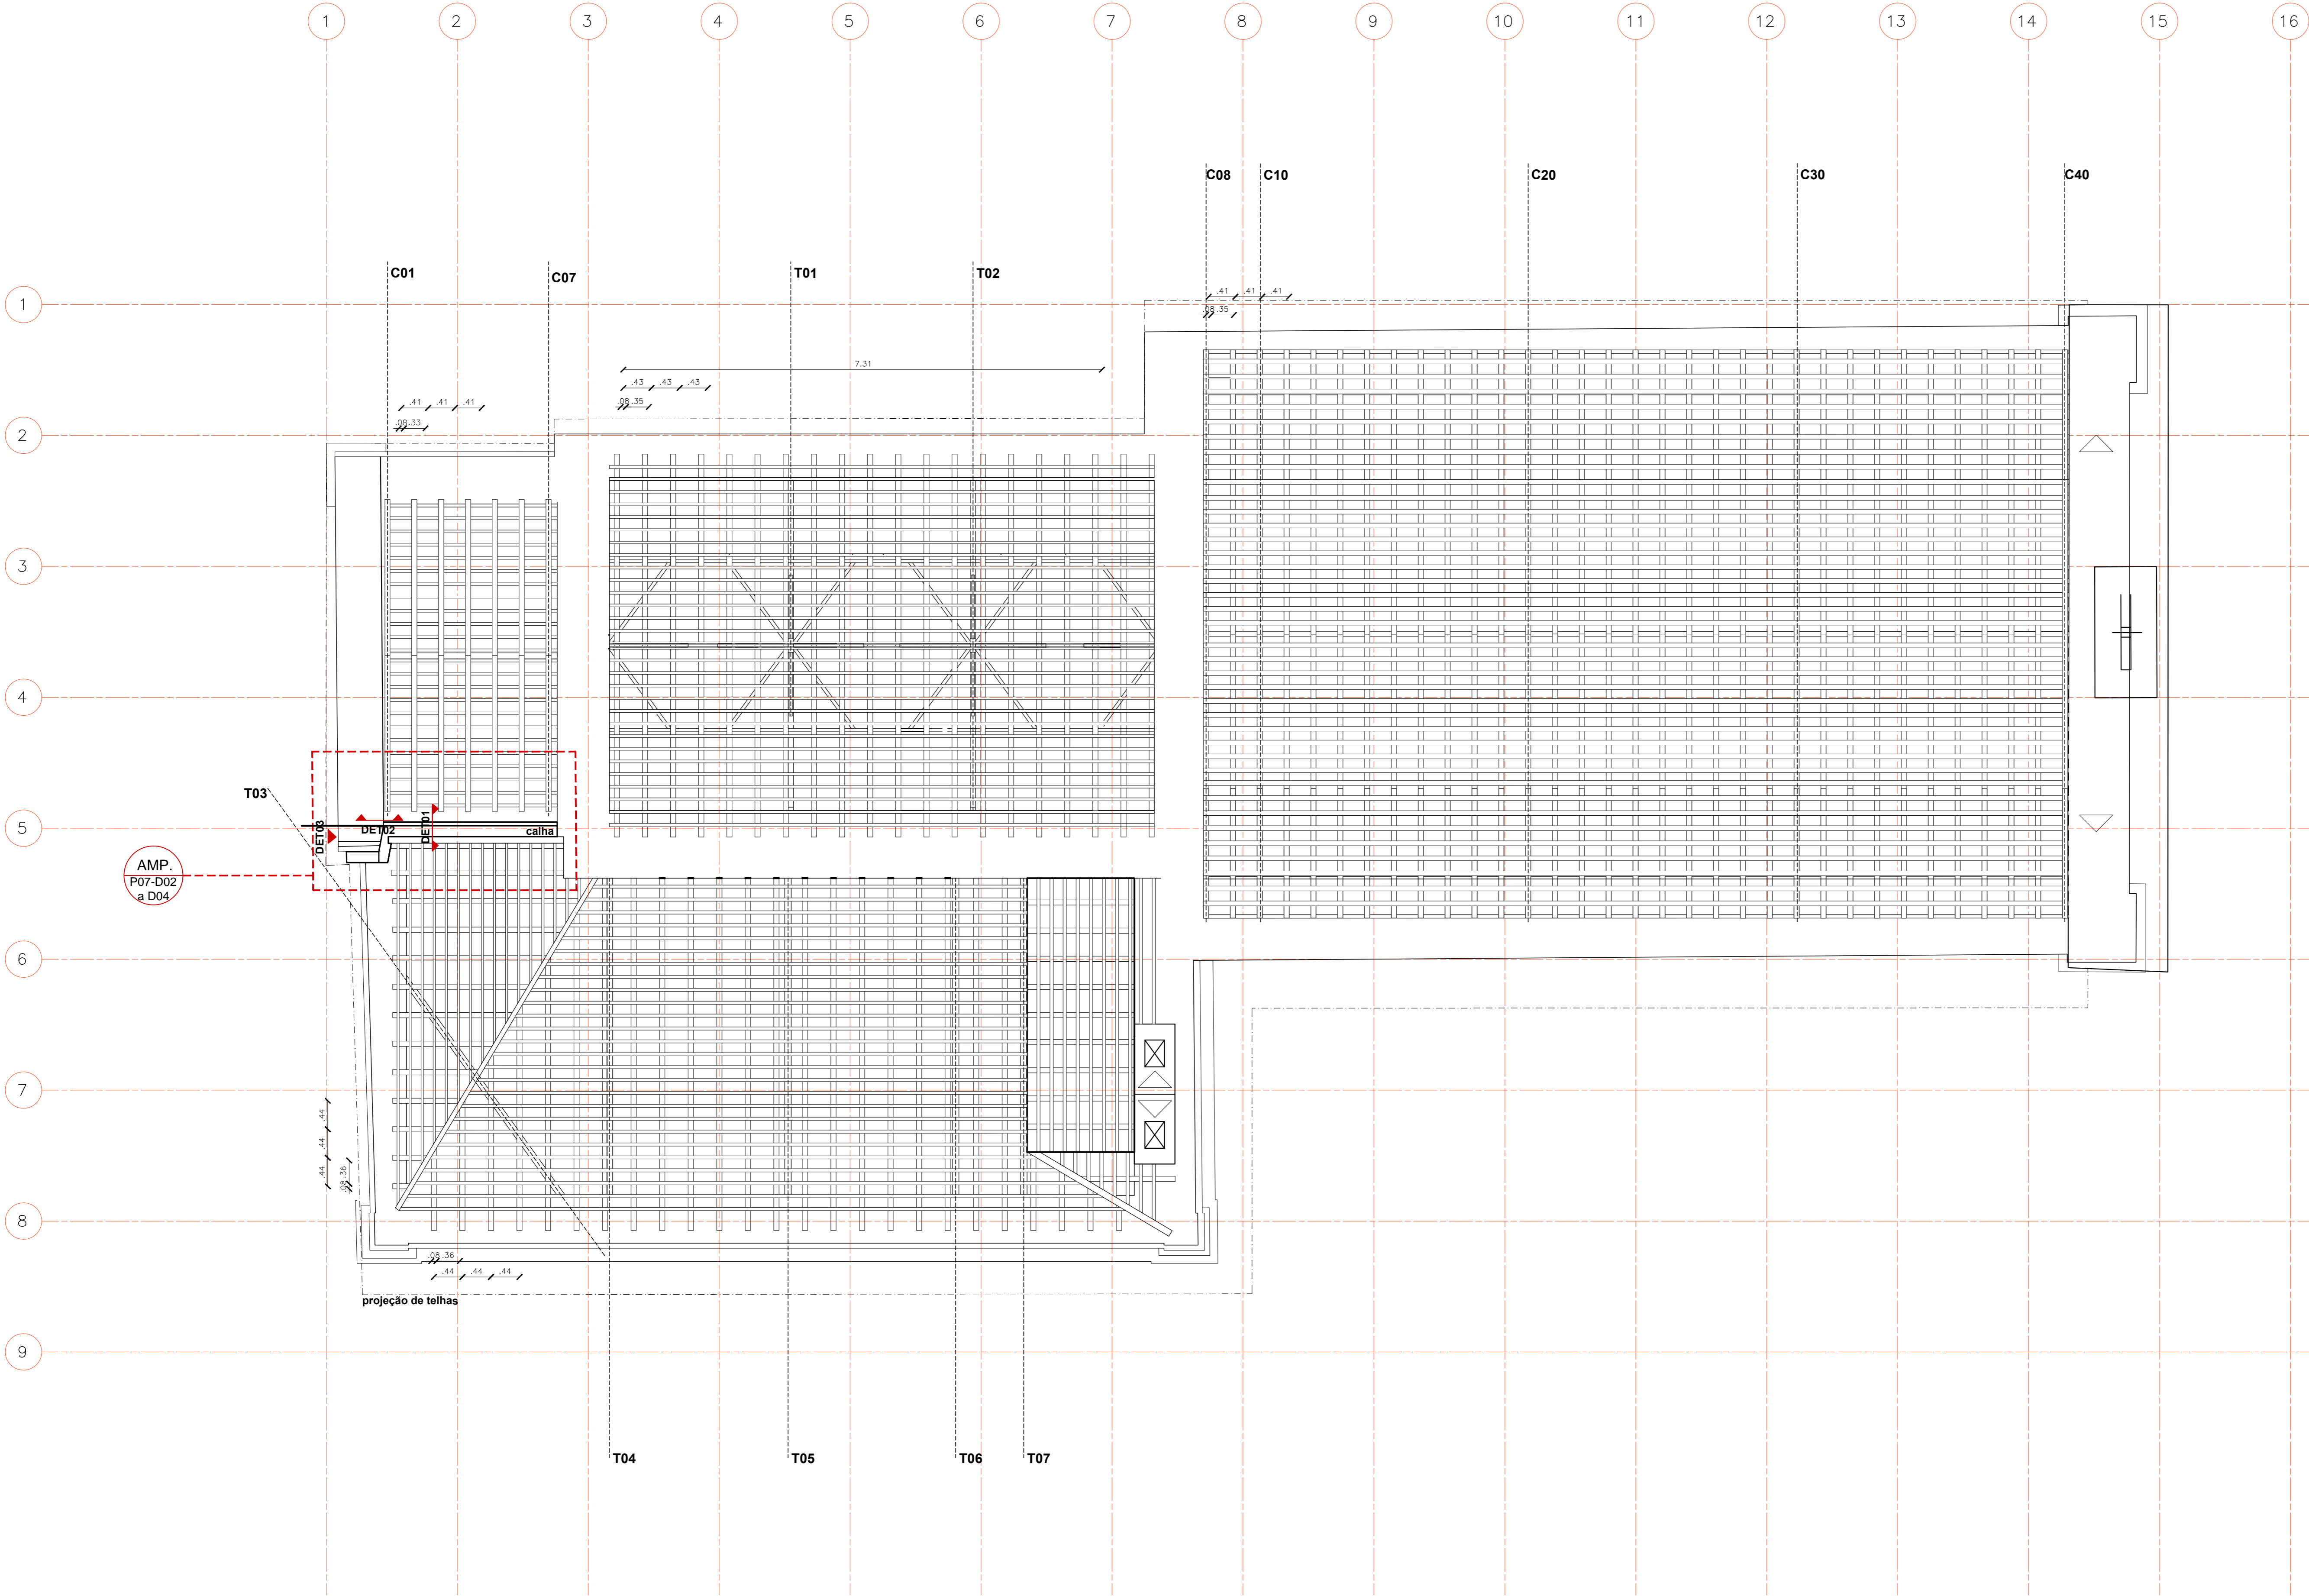 1 2 3 4 5 6 7 8 9 10 11 12 13 14 15 16
C08 C10 C20 C30 C40
C01 C07 T01 T02
1
.41 .41 .41
.08 .35
7.31
.43 .43 .43
.08 .35
.41 .41 .41
.08 .33
2
3
4
T03
5
DET03
DET02
DET01
calha
AMP.
P07-D02
a D04
6
7
.44
.44
.44
.08 .36
8
.08 .36
.44 .44 .44
projeção de telhas
9
T04 T05 T06 T07